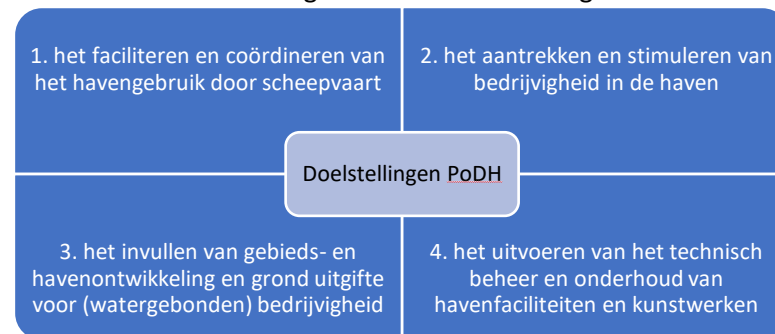 1. het faciliteren en coördineren van
het havengebruik door scheepvaart
2. het aantrekken en stimuleren van
bedrijvigheid in de haven
Doelstellingen PoDH
3. het invullen van gebieds- en
havenontwikkeling en grond uitgifte
voor (watergebonden) bedrijvigheid
4. het uitvoeren van het technisch
beheer en onderhoud van
havenfaciliteiten en kunstwerken